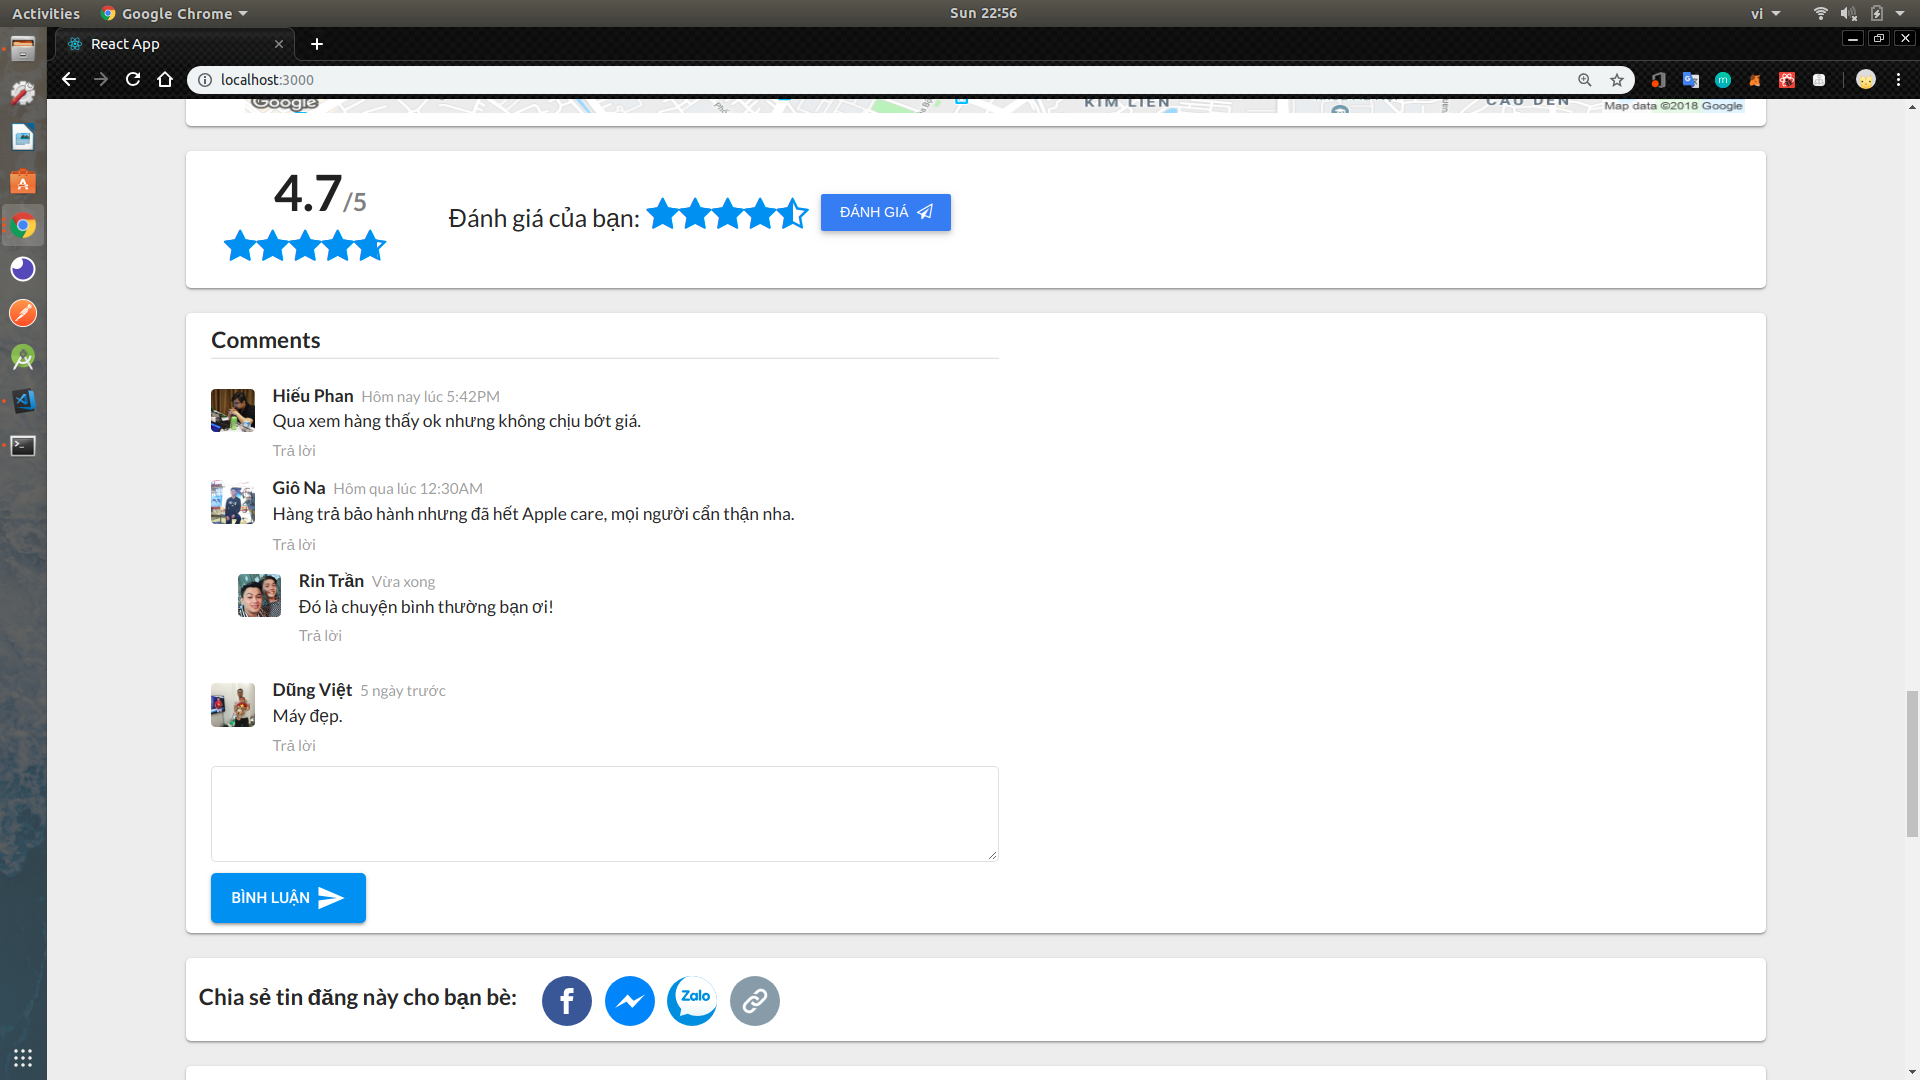 Activities
Google Chrome
Sun 22:56
vi
React App
localhost:3000
Google
KIM LIÊN
Map data ©2018 Google
4.7/5
Đánh giá của bạn:
ĐÁNH GIÁ
Comments
Hiếu Phan Hôm nay lúc 5:42PM
Qua xem hàng thấy ok nhưng không chịu bớt giá.
Trả lời
Giô Na Hôm qua lúc 12:30AM
Hàng trả bảo hành nhưng đã hết Apple care, mọi người cẩn thận nha.
Trả lời
Rin Trần Vừa xong
Đó là chuyện bình thường bạn ơi!
Trả lời
Dũng Việt 5 ngày trước
Máy đẹp.
Trả lời
BÌNH LUẬN
Chia sẻ tin đăng này cho bạn bè:
Zalo